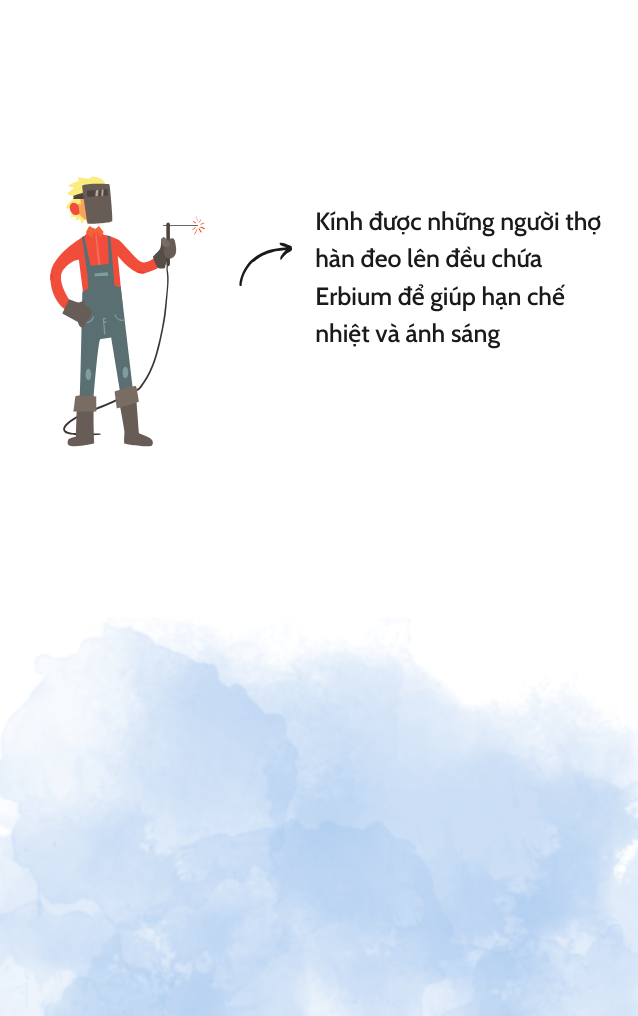 Kính được những người thợ
hàn đeo lên đều chứa
Erbium để giúp hạn chế
nhiệt và ánh sáng